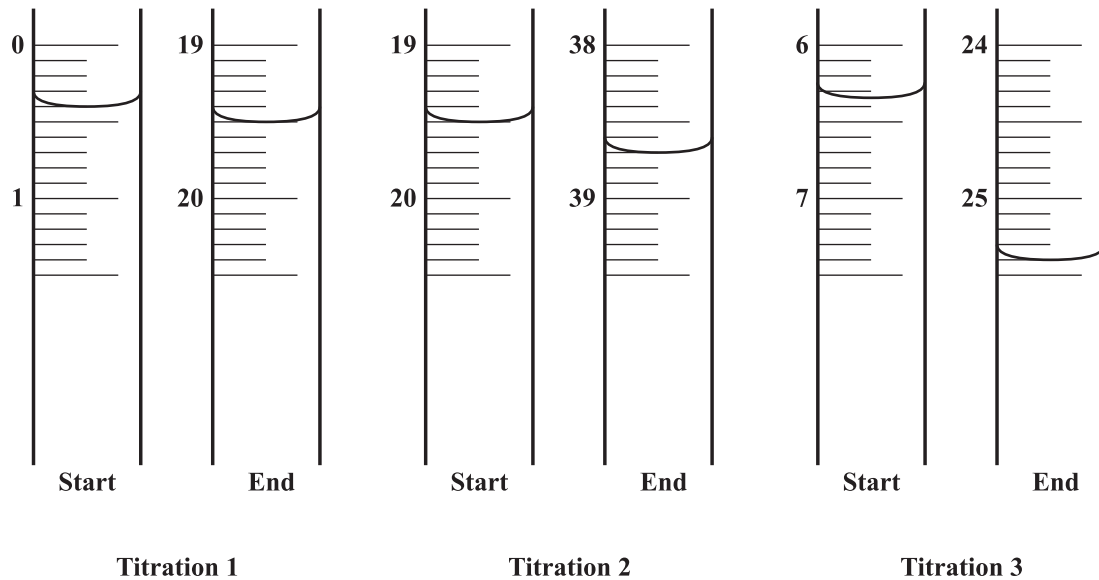 0 19 19 38 6 24
1 20 20 39 7 25
Start End Start End Start End
Titration 1 Titration 2 Titration 3